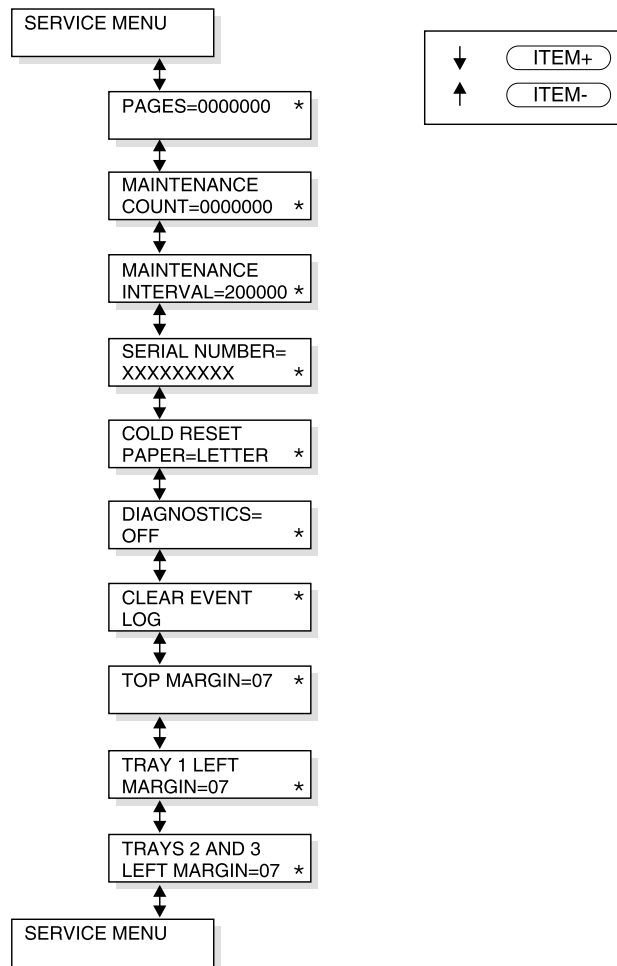 SERVICE MENU
ITEM+
ITEM-
PAGES=0000000 *
MAINTENANCE
COUNT=0000000 *
MAINTENANCE
INTERVAL=200000 *
SERIAL NUMBER=
XXXXXXXXX *
COLD RESET
PAPER=LETTER *
DIAGNOSTICS=
OFF *
CLEAR EVENT *
LOG
TOP MARGIN=07 *
TRAY 1 LEFT
MARGIN=07 *
TRAYS 2 AND 3
LEFT MARGIN=07 *
SERVICE MENU